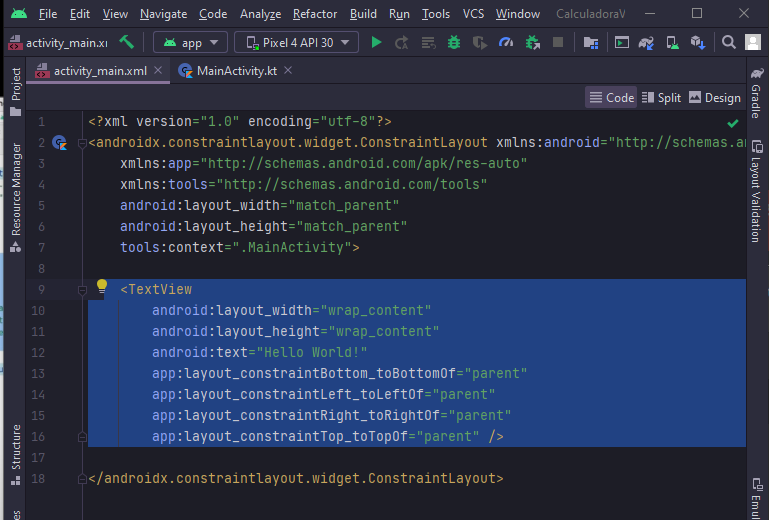 File Edit View Navigate Code Analyze Refactor Build Run Tools VCS Window CalculadoraV
activity_main.xm app Pixel 4 API 30
activity_main.xml MainActivity.kt
Code Split Design
1 <?xml version="1.0" encoding="utf-8"?>
2 <androidx.constraintlayout.widget.ConstraintLayout xmlns:android="http://schemas.an
3 xmlns:app="http://schemas.android.com/apk/res-auto"
4 xmlns:tools="http://schemas.android.com/tools"
5 android:layout_width="match_parent"
6 android:layout_height="match_parent"
7 tools:context=".MainActivity">
8
9 <TextView
10 android:layout_width="wrap_content"
11 android:layout_height="wrap_content"
12 android:text="Hello World!"
13 app:layout_constraintBottom_toBottomOf="parent"
14 app:layout_constraintLeft_toLeftOf="parent"
15 app:layout_constraintRight_toRightOf="parent"
16 app:layout_constraintTop_toTopOf="parent" />
17
18 </androidx.constraintlayout.widget.ConstraintLayout>
Project
Resource Manager
Structure
Gradle
Layout Validation
Emul